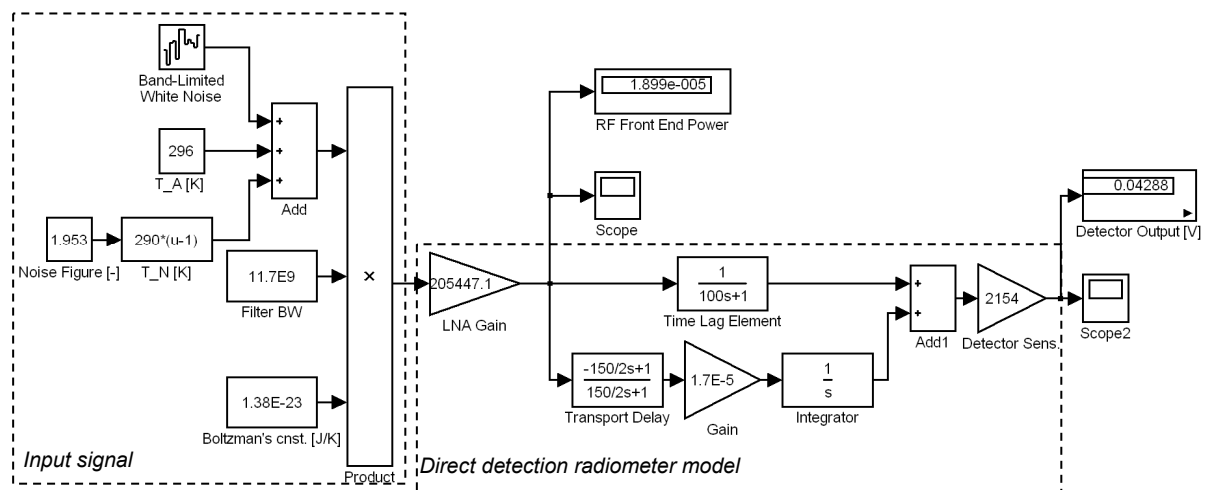 Band-Limited
White Noise
296
T_A [K]
1.953
Noise Figure [-]
290*(u-1)
T_N [K]
+
+
+
Add
11.7E9
Filter BW
1.38E-23
Boltzman's cnst. [J/K]
×
Product
Input signal
205447.1
LNA Gain
1.899e-005
RF Front End Power
Scope
1
100s+1
Time Lag Element
-150/2s+1
150/2s+1
Transport Delay
1.7E-5
Gain
1
s
Integrator
+
+
Add1
2154
Detector Sens.
0.04288
Detector Output [V]
Scope2
Direct detection radiometer model